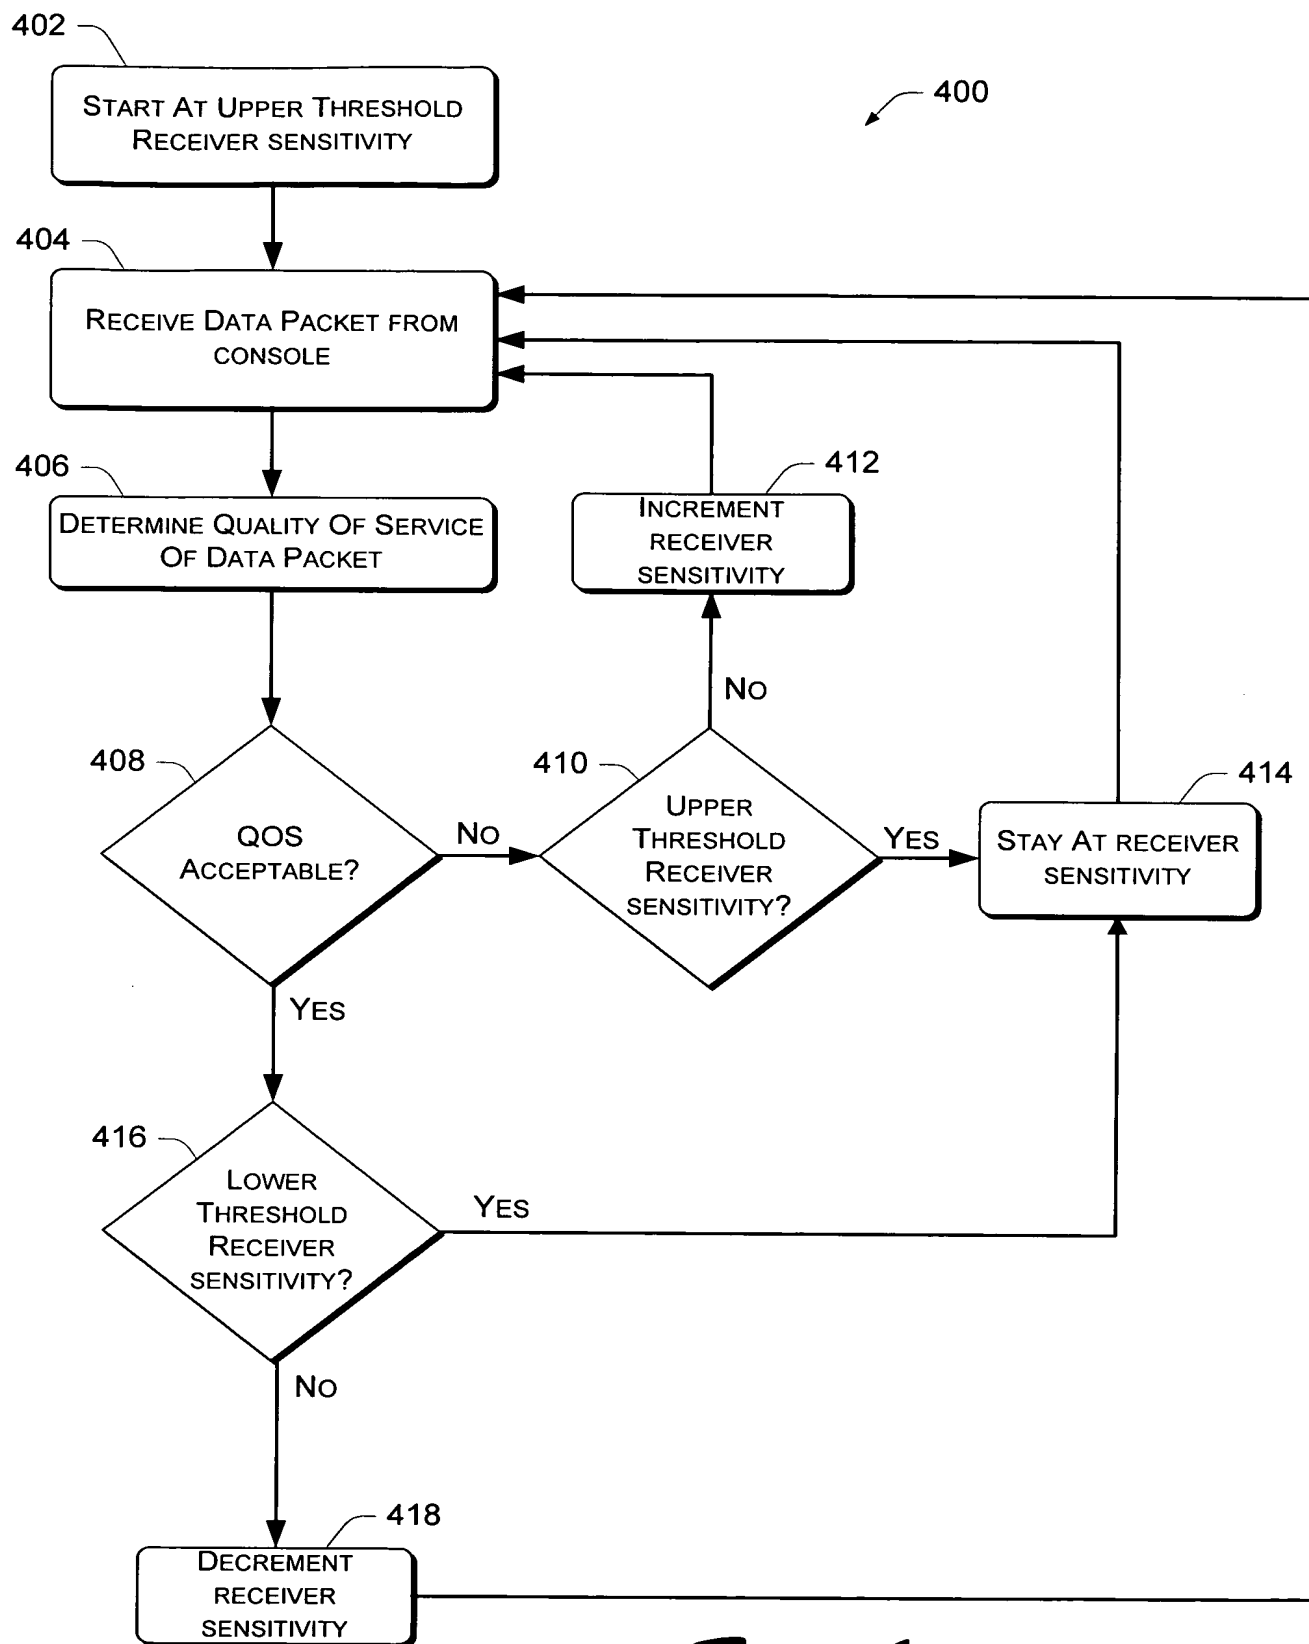 402
START AT UPPER THRESHOLD
RECEIVER SENSITIVITY
400
404
RECEIVE DATA PACKET FROM
CONSOLE
406
DETERMINE QUALITY OF SERVICE
OF DATA PACKET
412
INCREMENT
RECEIVER
SENSITIVITY
NO
408
QOS
ACCEPTABLE?
NO
410
UPPER
THRESHOLD
RECEIVER
SENSITIVITY?
YES
414
STAY AT RECEIVER
SENSITIVITY
YES
416
LOWER
THRESHOLD
RECEIVER
SENSITIVITY?
YES
NO
418
DECREMENT
RECEIVER
SENSITIVITY